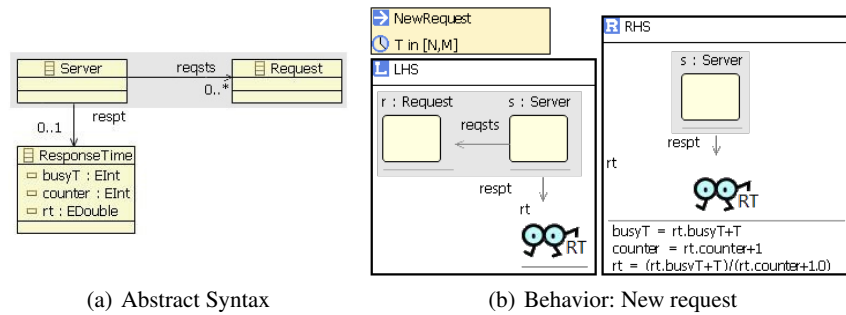 Server
reqsts
Request
0..*
0..1
respt
ResponseTime
busyT : EInt
counter : EInt
rt : EDouble
(a) Abstract Syntax
NewRequest
T in [N,M]
L LHS
r : Request
s : Server
reqsts
respt
rt
RT
R RHS
s : Server
respt
rt
RT
busyT = rt.busyT+T
counter = rt.counter+1
rt = (rt.busyT+T)/(rt.counter+1.0)
(b) Behavior: New request